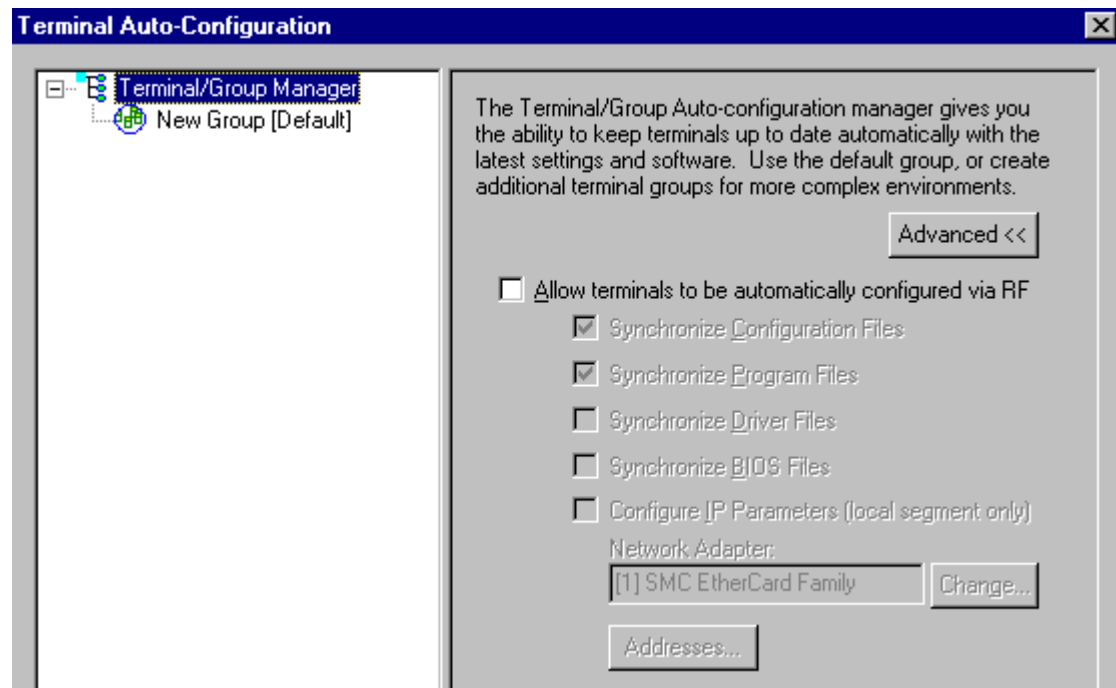 Terminal Auto-Configuration
Terminal/Group Manager
New Group [Default]
The Terminal/Group Auto-configuration manager gives you
the ability to keep terminals up to date automatically with the
latest settings and software. Use the default group, or create
additional terminal groups for more complex environments.
Advanced <<
Allow terminals to be automatically configured via RF
Synchronize Configuration Files
Synchronize Program Files
Synchronize Driver Files
Synchronize BIOS Files
Configure IP Parameters (local segment only)
Network Adapter:
[1] SMC EtherCard Family
Change...
Addresses...